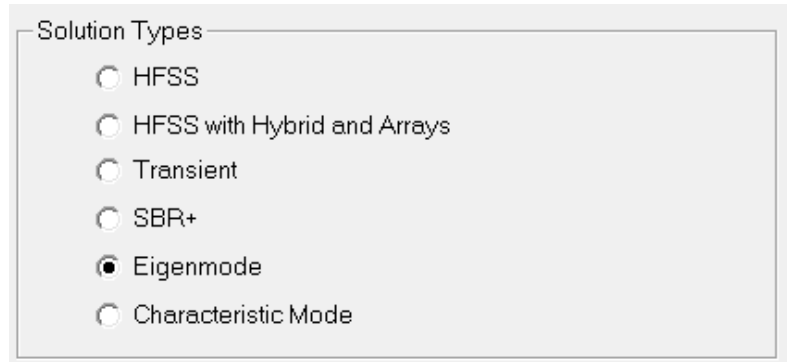 Solution Types
HFSS
HFSS with Hybrid and Arrays
Transient
SBR+
Eigenmode
Characteristic Mode